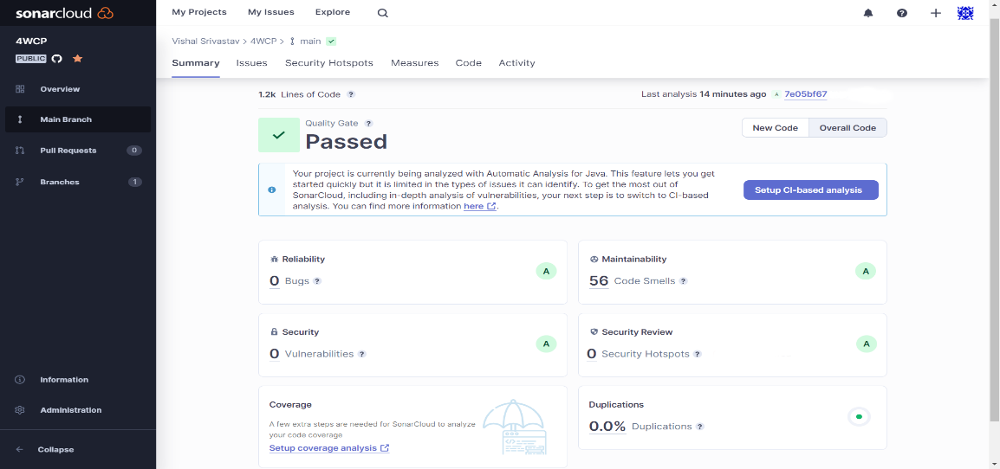 sonarcloud
My Projects My Issues Explore
4WCP
PUBLIC
Overview
Main Branch
Pull Requests 0
Branches 1
Information
Administration
Collapse
Vishal Srivastav > 4WCP > main
Summary Issues Security Hotspots Measures Code Activity
1.2k Lines of Code ?
Last analysis 14 minutes ago A 7e05bf67
Quality Gate ?
Passed
New Code Overall Code
Your project is currently being analyzed with Automatic Analysis for Java. This feature lets you get
started quickly but it is limited in the types of issues it can identify. To get the most out of
SonarCloud, including in-depth analysis of vulnerabilities, your next step is to switch to CI-based
analysis. You can find more information here.
Setup CI-based analysis
Reliability
0 Bugs ?
A
Maintainability
56 Code Smells ?
A
Security
0 Vulnerabilities ?
A
Security Review
0 Security Hotspots ?
A
Coverage
A few extra steps are needed for SonarCloud to analyze
your code coverage
Setup coverage analysis
Duplications
0.0% Duplications ?